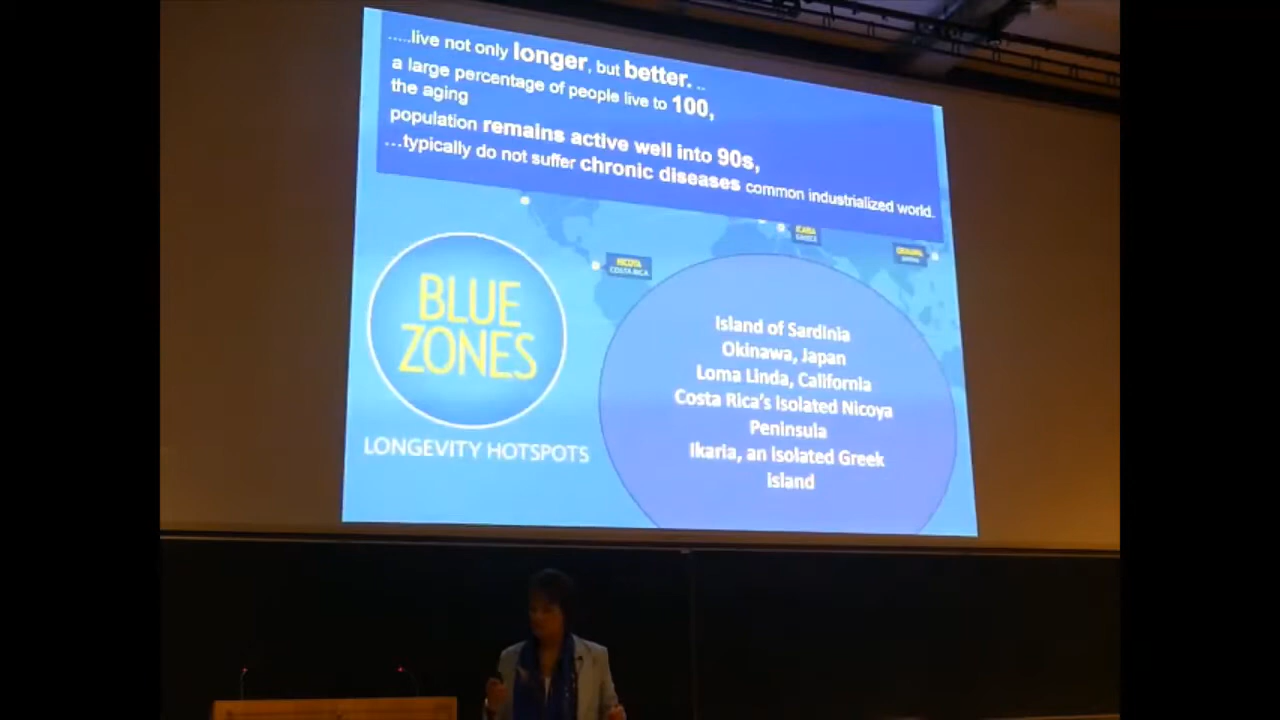 .....live not only longer, but better. ..
a large percentage of people live to 100,
the aging
population remains active well into 90s,
...typically do not suffer chronic diseases common industrialized world.
NICOYA
COSTA RICA
IKARIA
GREECE
OKINAWA
BLUE
ZONES
LONGEVITY HOTSPOTS
Island of Sardinia
Okinawa, Japan
Loma Linda, California
Costa Rica's Isolated Nicoya
Peninsula
Ikaria, an isolated Greek
island